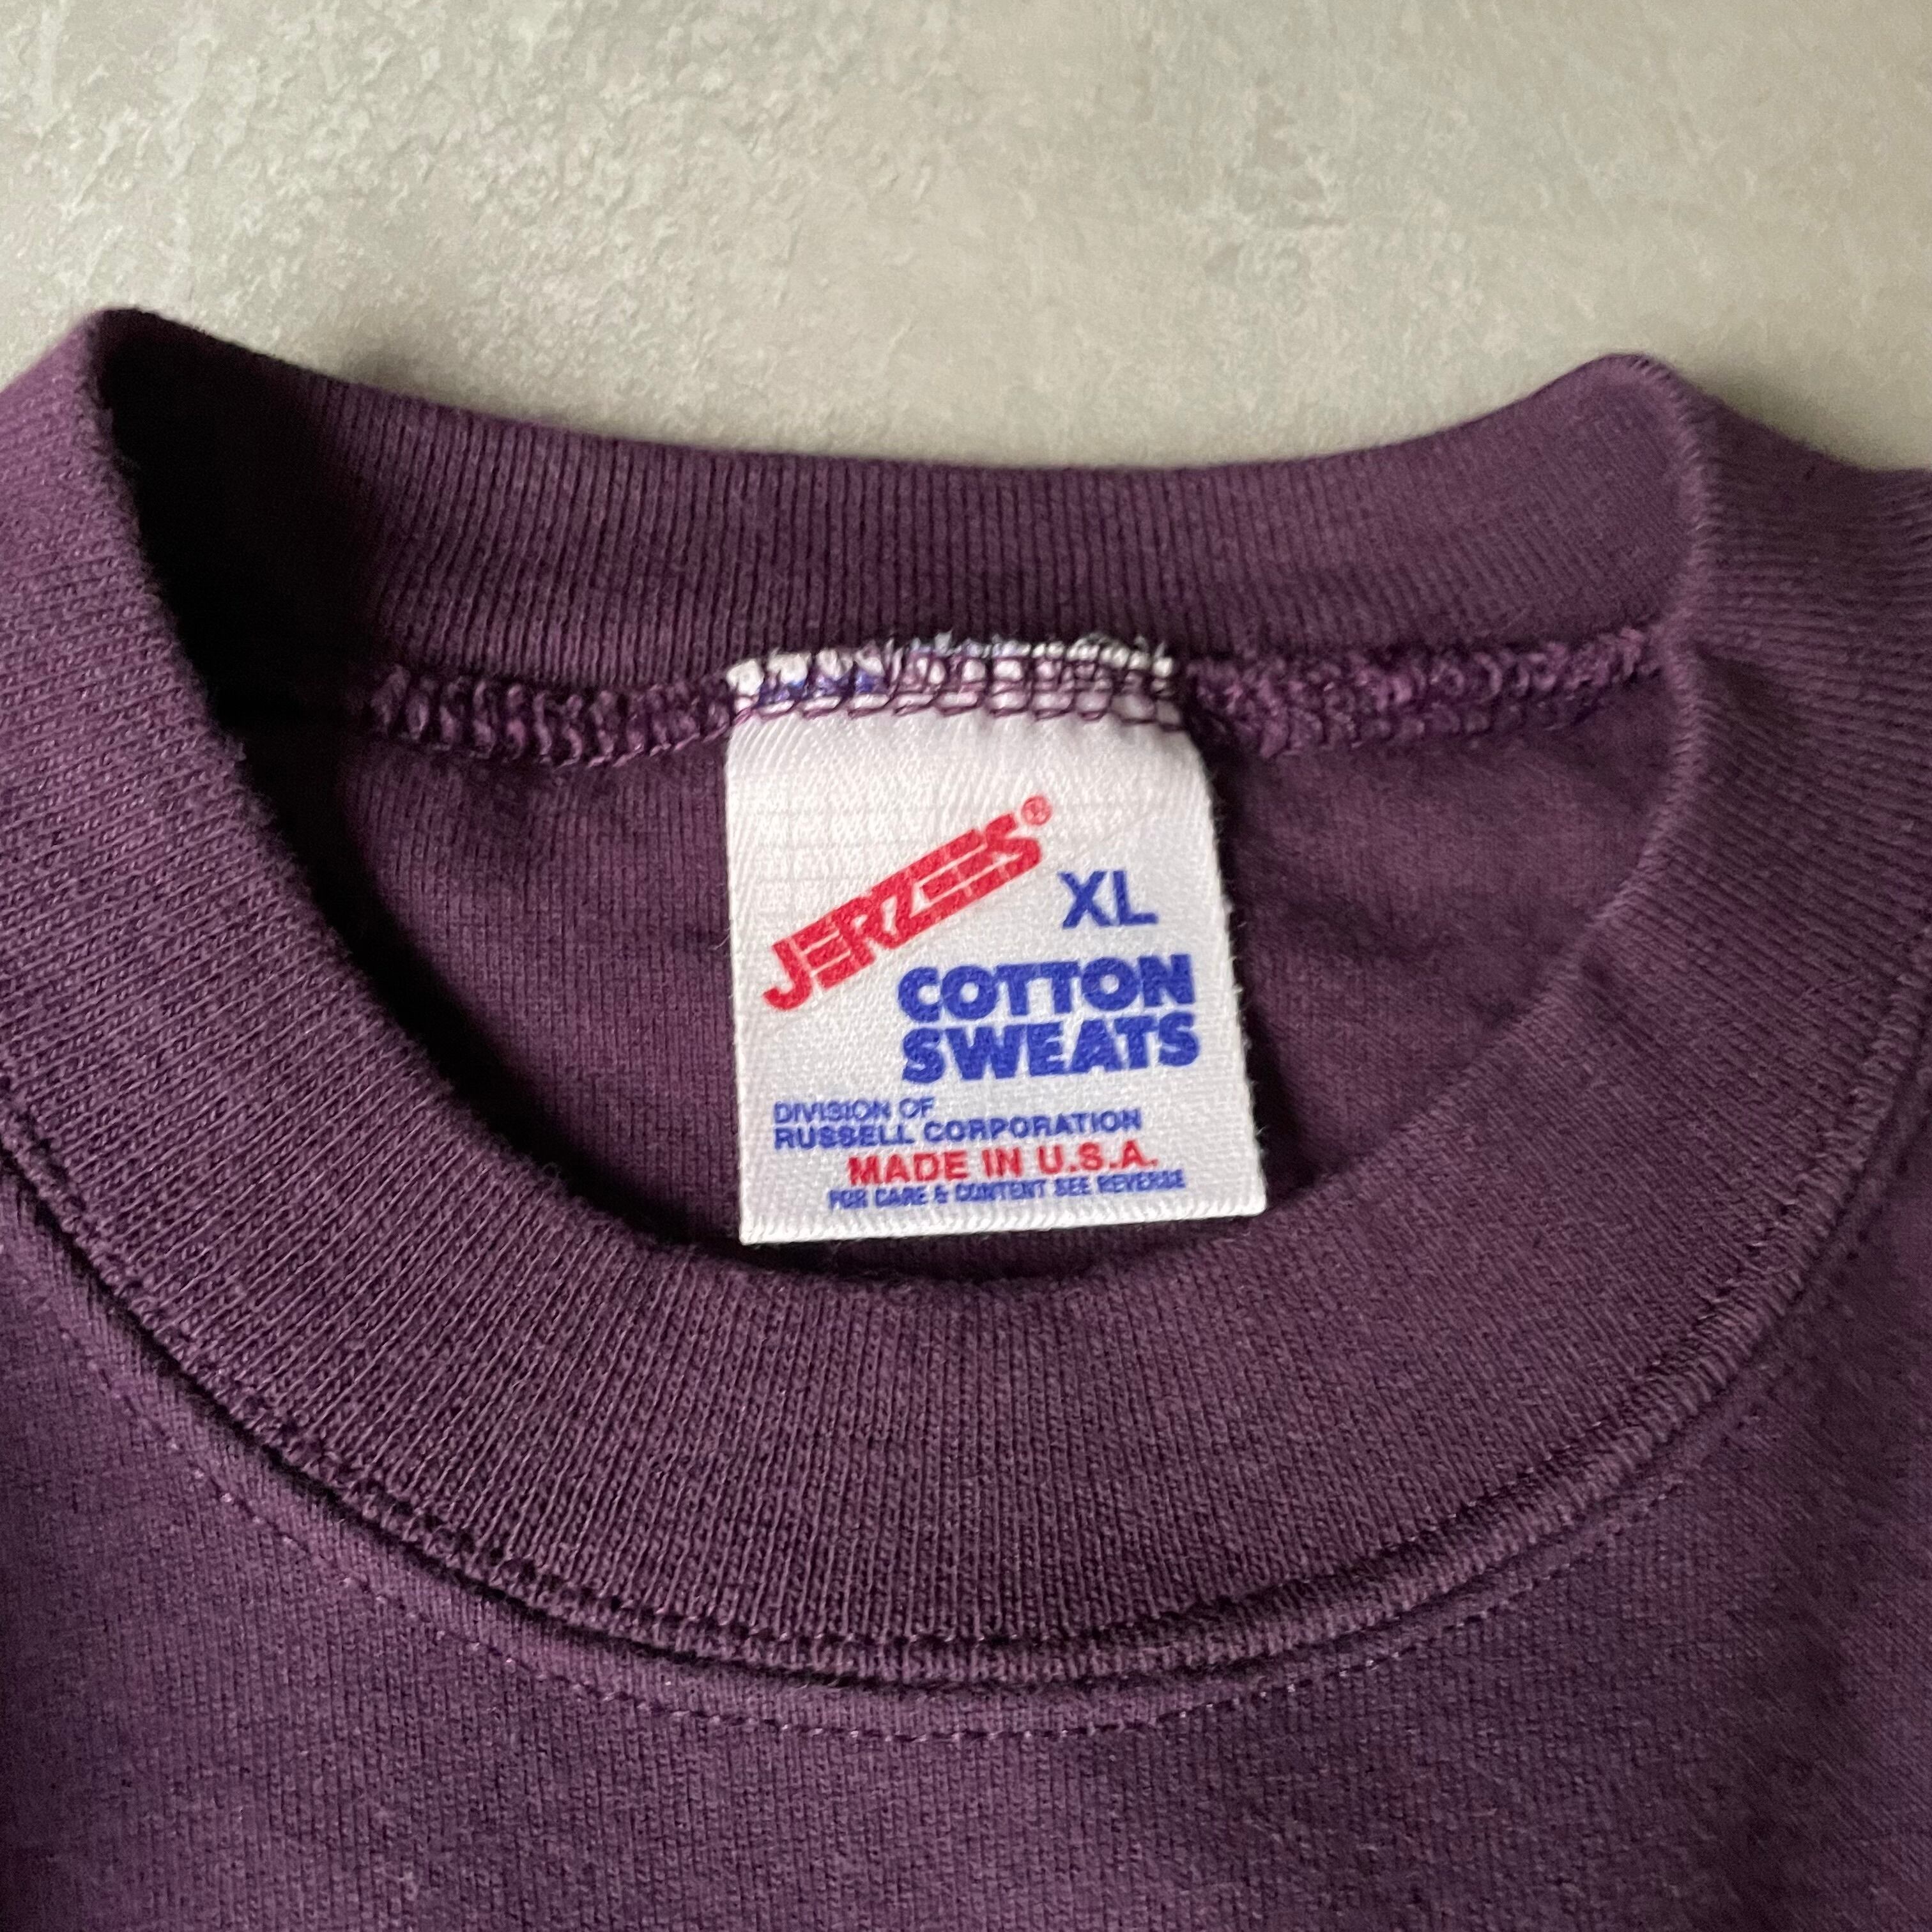 JERZEES®
XL
COTTON
SWEATS
DIVISION OF
RUSSELL CORPORATION
MADE IN U.S.A.
FOR CARE & CONTENT SEE REVERSE